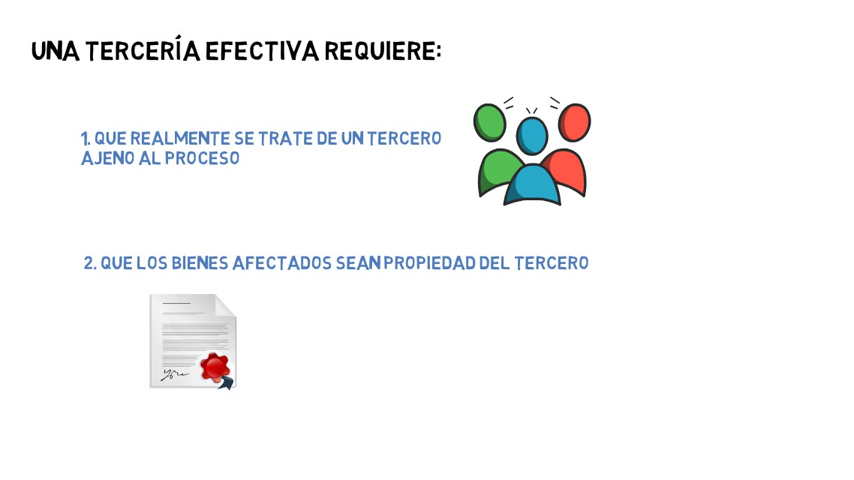 UNA TERCERÍA EFECTIVA REQUIERE:
1. QUE REALMENTE SE TRATE DE UN TERCERO
AJENO AL PROCESO
2. QUE LOS BIENES AFECTADOS SEAN PROPIEDAD DEL TERCERO